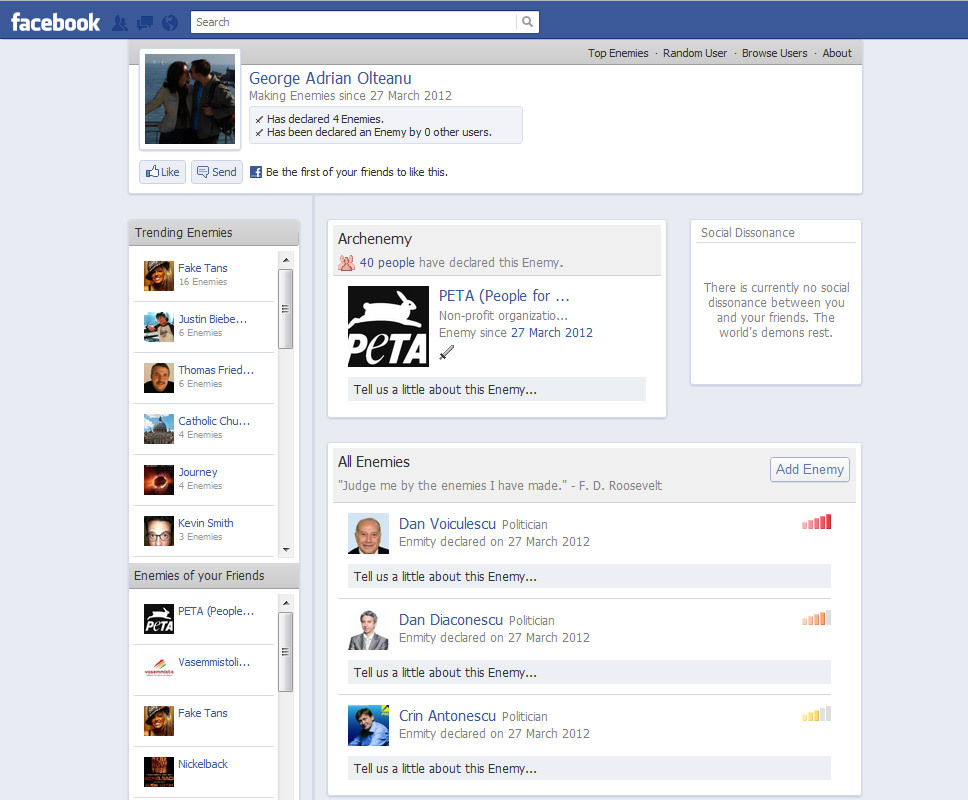 facebook
Search
Top Enemies · Random User · Browse Users · About
George Adrian Olteanu
Making Enemies since 27 March 2012
Has declared 4 Enemies.
Has been declared an Enemy by 0 other users.
Like
Send
Be the first of your friends to like this.
Trending Enemies
Fake Tans
16 Enemies
Justin Biebe...
6 Enemies
Thomas Fried...
6 Enemies
Catholic Chu...
4 Enemies
Journey
4 Enemies
Kevin Smith
3 Enemies
Enemies of your Friends
PETA
PETA (People...
vasemmisto
Vasemmistoli...
Fake Tans
Nickelback
Archenemy
40 people have declared this Enemy.
PETA
PETA (People for ...
Non-profit organizatio...
Enemy since 27 March 2012
Tell us a little about this Enemy...
Social Dissonance
There is currently no social
dissonance between you
and your friends. The
world's demons rest.
All Enemies
Add Enemy
"Judge me by the enemies I have made." - F. D. Roosevelt
Dan Voiculescu Politician
Enmity declared on 27 March 2012
Tell us a little about this Enemy...
Dan Diaconescu Politician
Enmity declared on 27 March 2012
Tell us a little about this Enemy...
Crin Antonescu Politician
Enmity declared on 27 March 2012
Tell us a little about this Enemy...